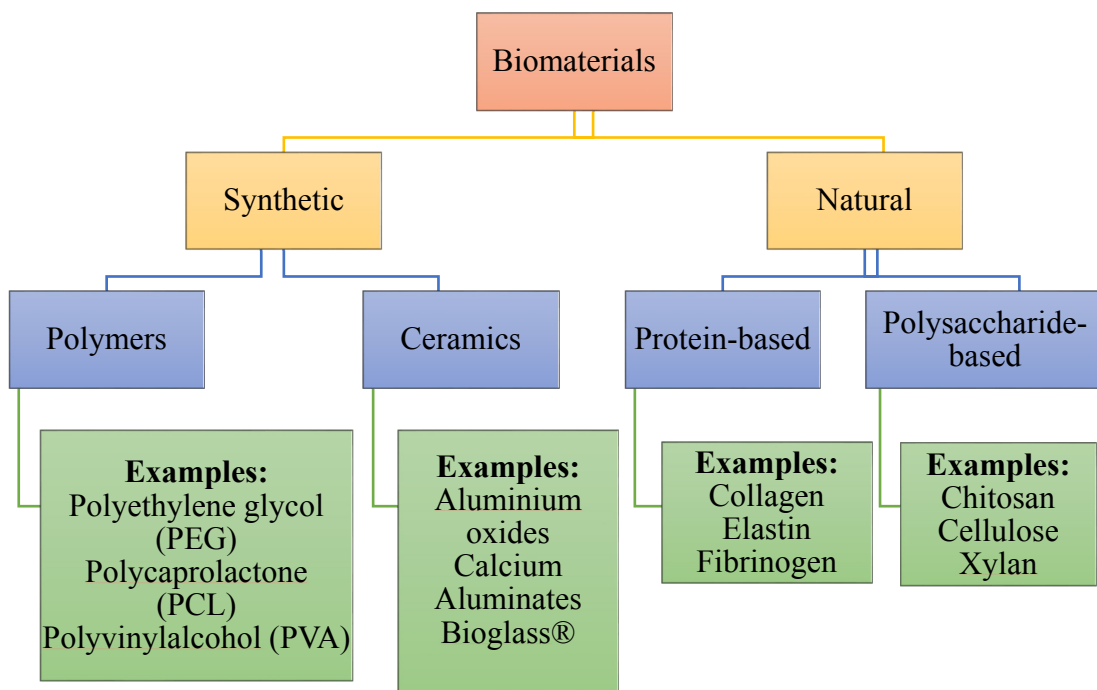 Biomaterials
Synthetic
Natural
Polymers
Ceramics
Protein-based
Polysaccharide-
based
Examples:
Polyethylene glycol
(PEG)
Polycaprolactone
(PCL)
Polyvinylalcohol (PVA)
Examples:
Aluminium
oxides
Calcium
Aluminates
Bioglass®
Examples:
Collagen
Elastin
Fibrinogen
Examples:
Chitosan
Cellulose
Xylan